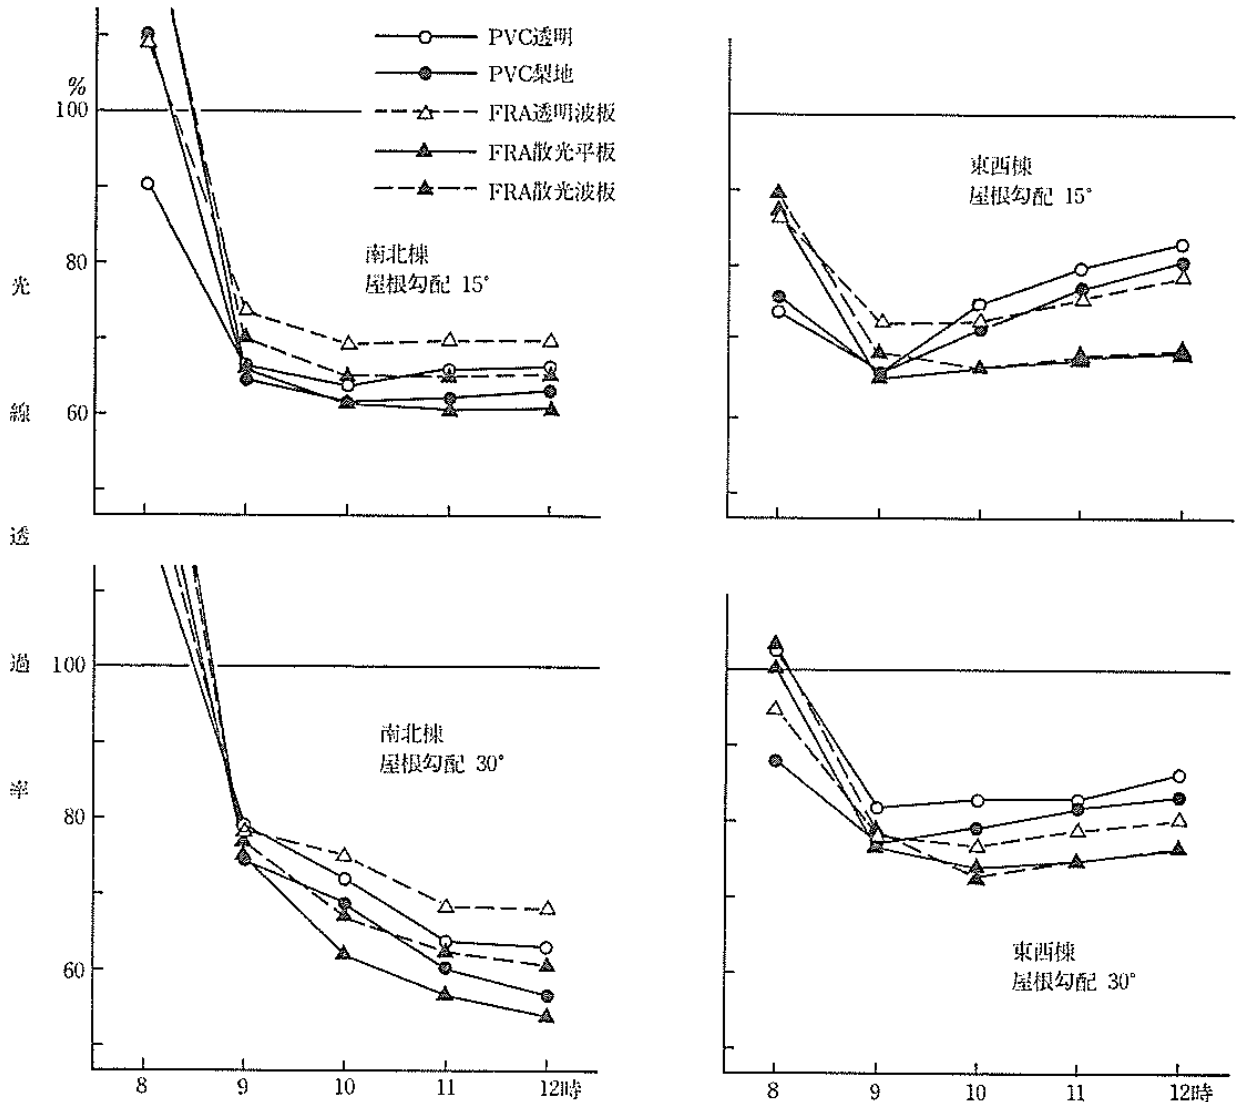 光線透過率
%
100
80
60
PVC透明
PVC梨地
FRA透明波板
FRA散光平板
FRA散光波板
南北棟
屋根勾配 15°
東西棟
屋根勾配 15°
100
80
60
南北棟
屋根勾配 30°
8 9 10 11 12時
東西棟
屋根勾配 30°
8 9 10 11 12時